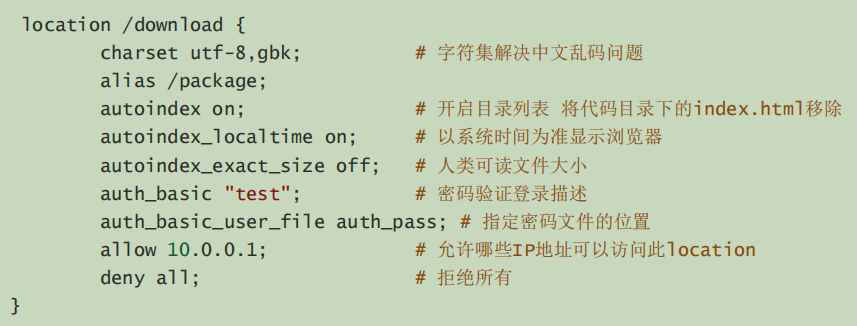 location /download {
charset utf-8,gbk; # 字符集解决中文乱码问题
alias /package;
autoindex on; # 开启目录列表 将代码目录下的index.html移除
autoindex_localtime on; # 以系统时间为准显示浏览器
autoindex_exact_size off; # 人类可读文件大小
auth_basic "test"; # 密码验证登录描述
auth_basic_user_file auth_pass; # 指定密码文件的位置
allow 10.0.0.1; # 允许哪些IP地址可以访问此location
deny all; # 拒绝所有
}